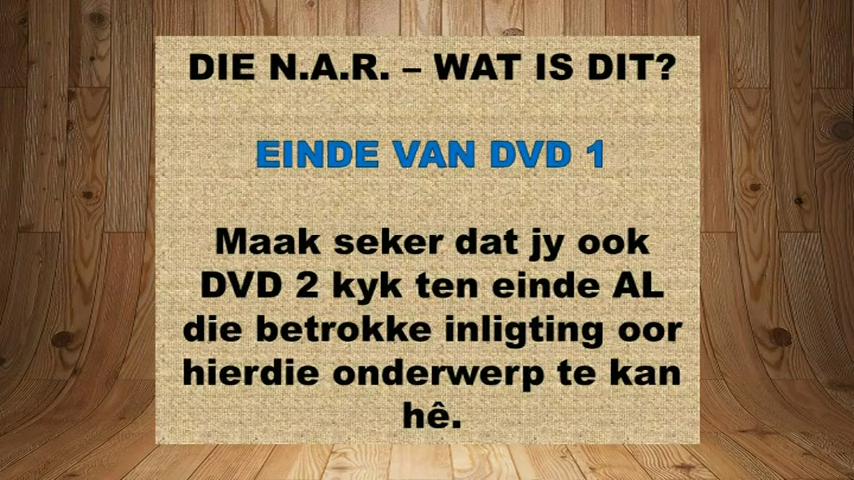 DIE N.A.R. – WAT IS DIT?
EINDE VAN DVD 1
Maak seker dat jy ook
DVD 2 kyk ten einde AL
die betrokke inligting oor
hierdie onderwerp te kan
hê.